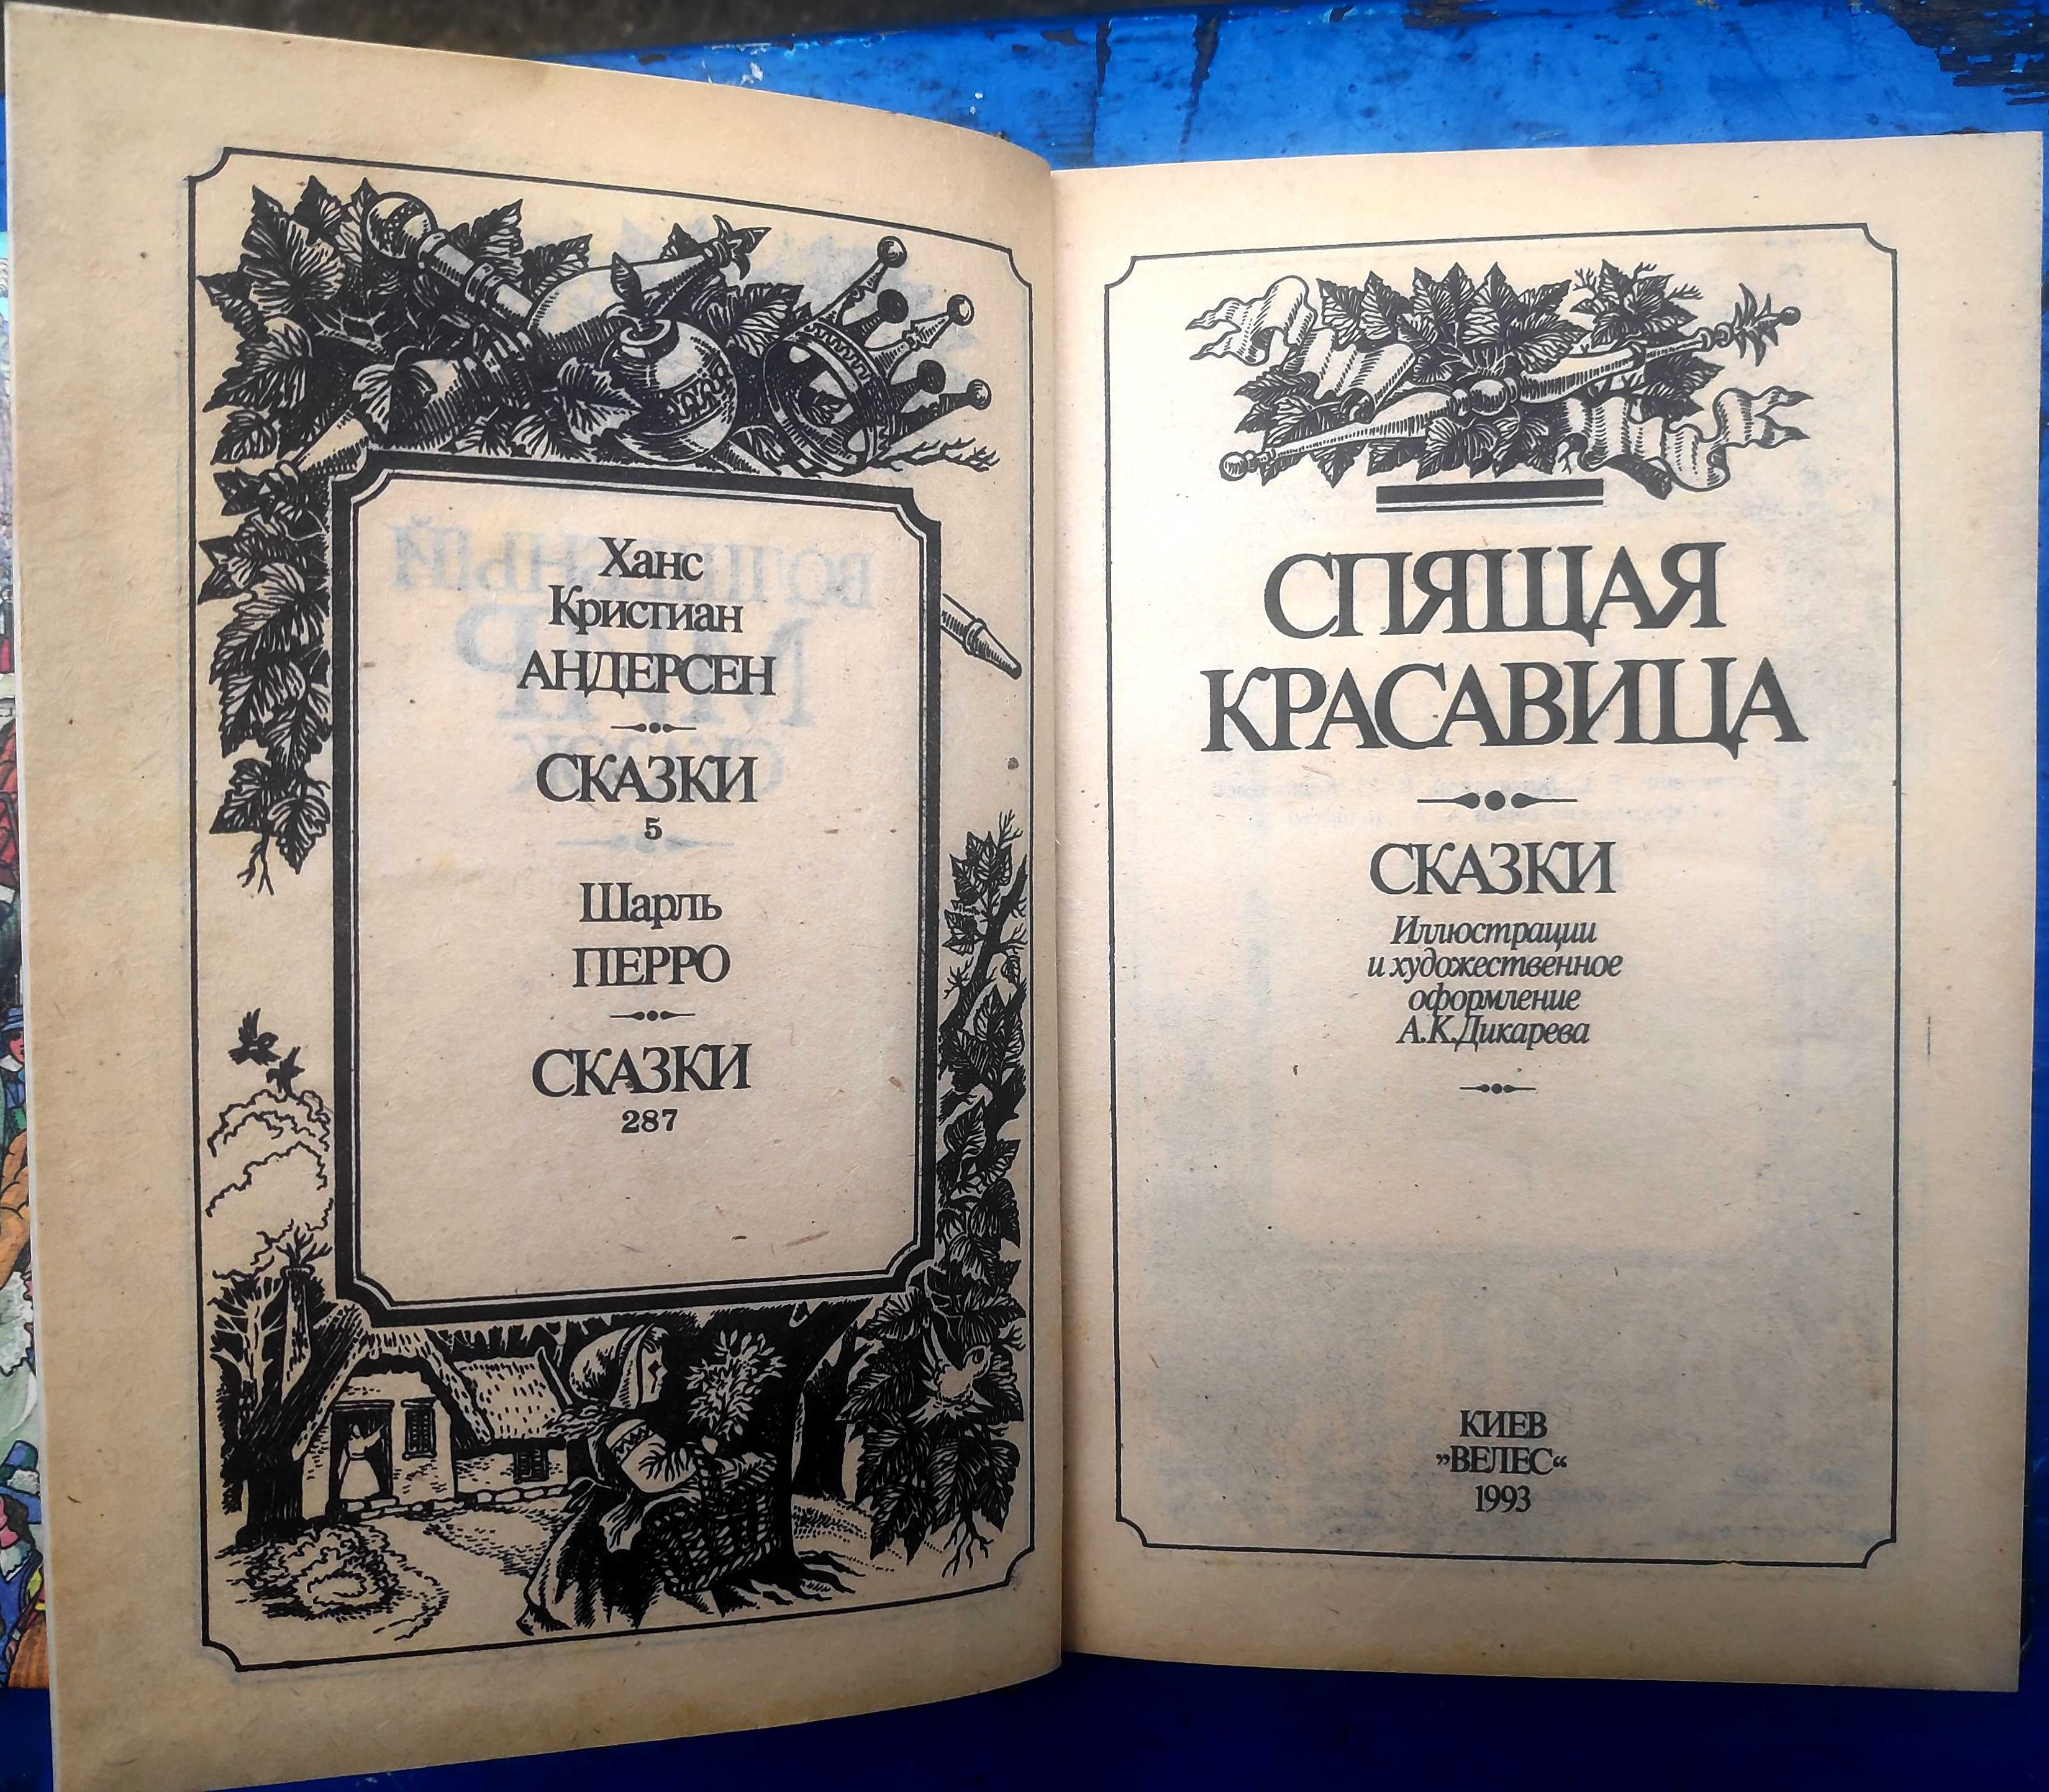 Ханс
Кристиан
АНДЕРСЕН
СКАЗКИ
5
Шарль
ПЕРРО
СКАЗКИ
287
СПЯЩАЯ
КРАСАВИЦА
СКАЗКИ
Иллюстрации
и художественное
оформление
А.К.Дикарева
КИЕВ
”ВЕЛЕС“
1993